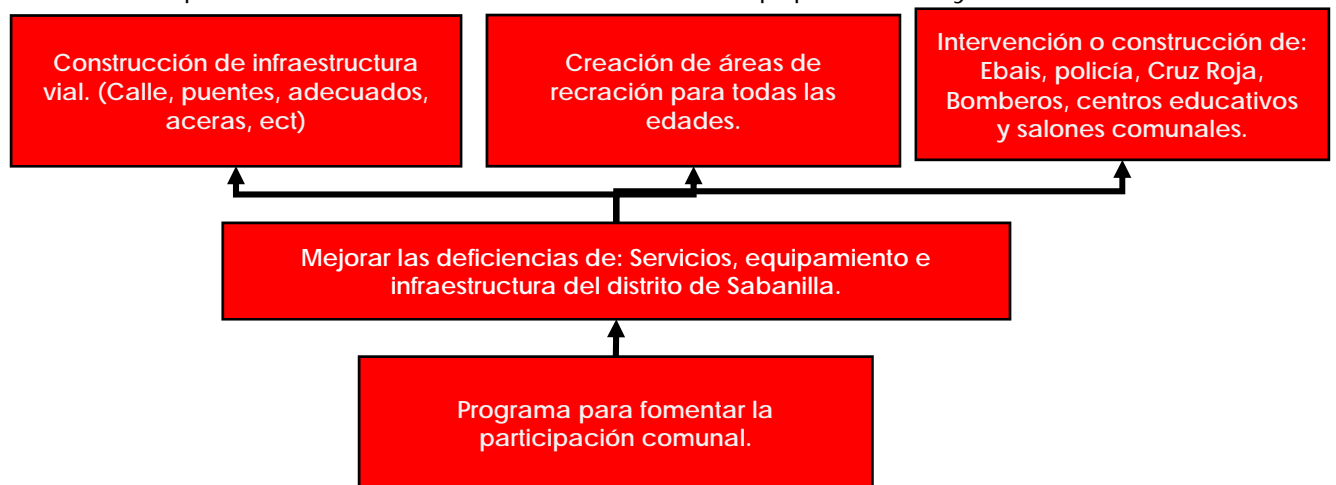 Construcción de infraestructura
vial. (Calle, puentes, adecuados,
aceras, ect)
Creación de áreas de
recración para todas las
edades.
Intervención o construcción de:
Ebais, policía, Cruz Roja,
Bomberos, centros educativos
y salones comunales.
Mejorar las deficiencias de: Servicios, equipamiento e
infraestructura del distrito de Sabanilla.
Programa para fomentar la
participación comunal.